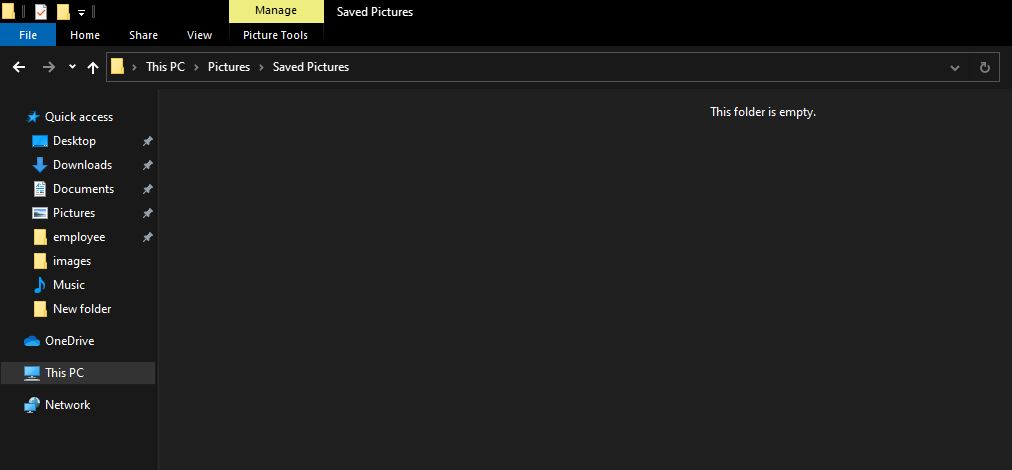 Manage Saved Pictures
File Home Share View Picture Tools
This PC Pictures Saved Pictures
This folder is empty.
Quick access
Desktop
Downloads
Documents
Pictures
employee
images
Music
New folder
OneDrive
This PC
Network